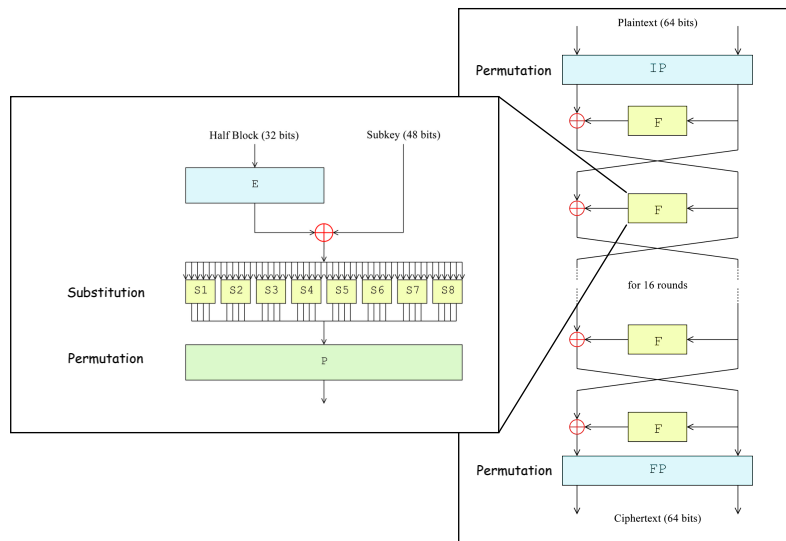 Plaintext (64 bits)
Permutation
IP
F
F
for 16 rounds
F
F
Permutation
FP
Ciphertext (64 bits)
Half Block (32 bits)
Subkey (48 bits)
E
Substitution
S1 S2 S3 S4 S5 S6 S7 S8
Permutation
P